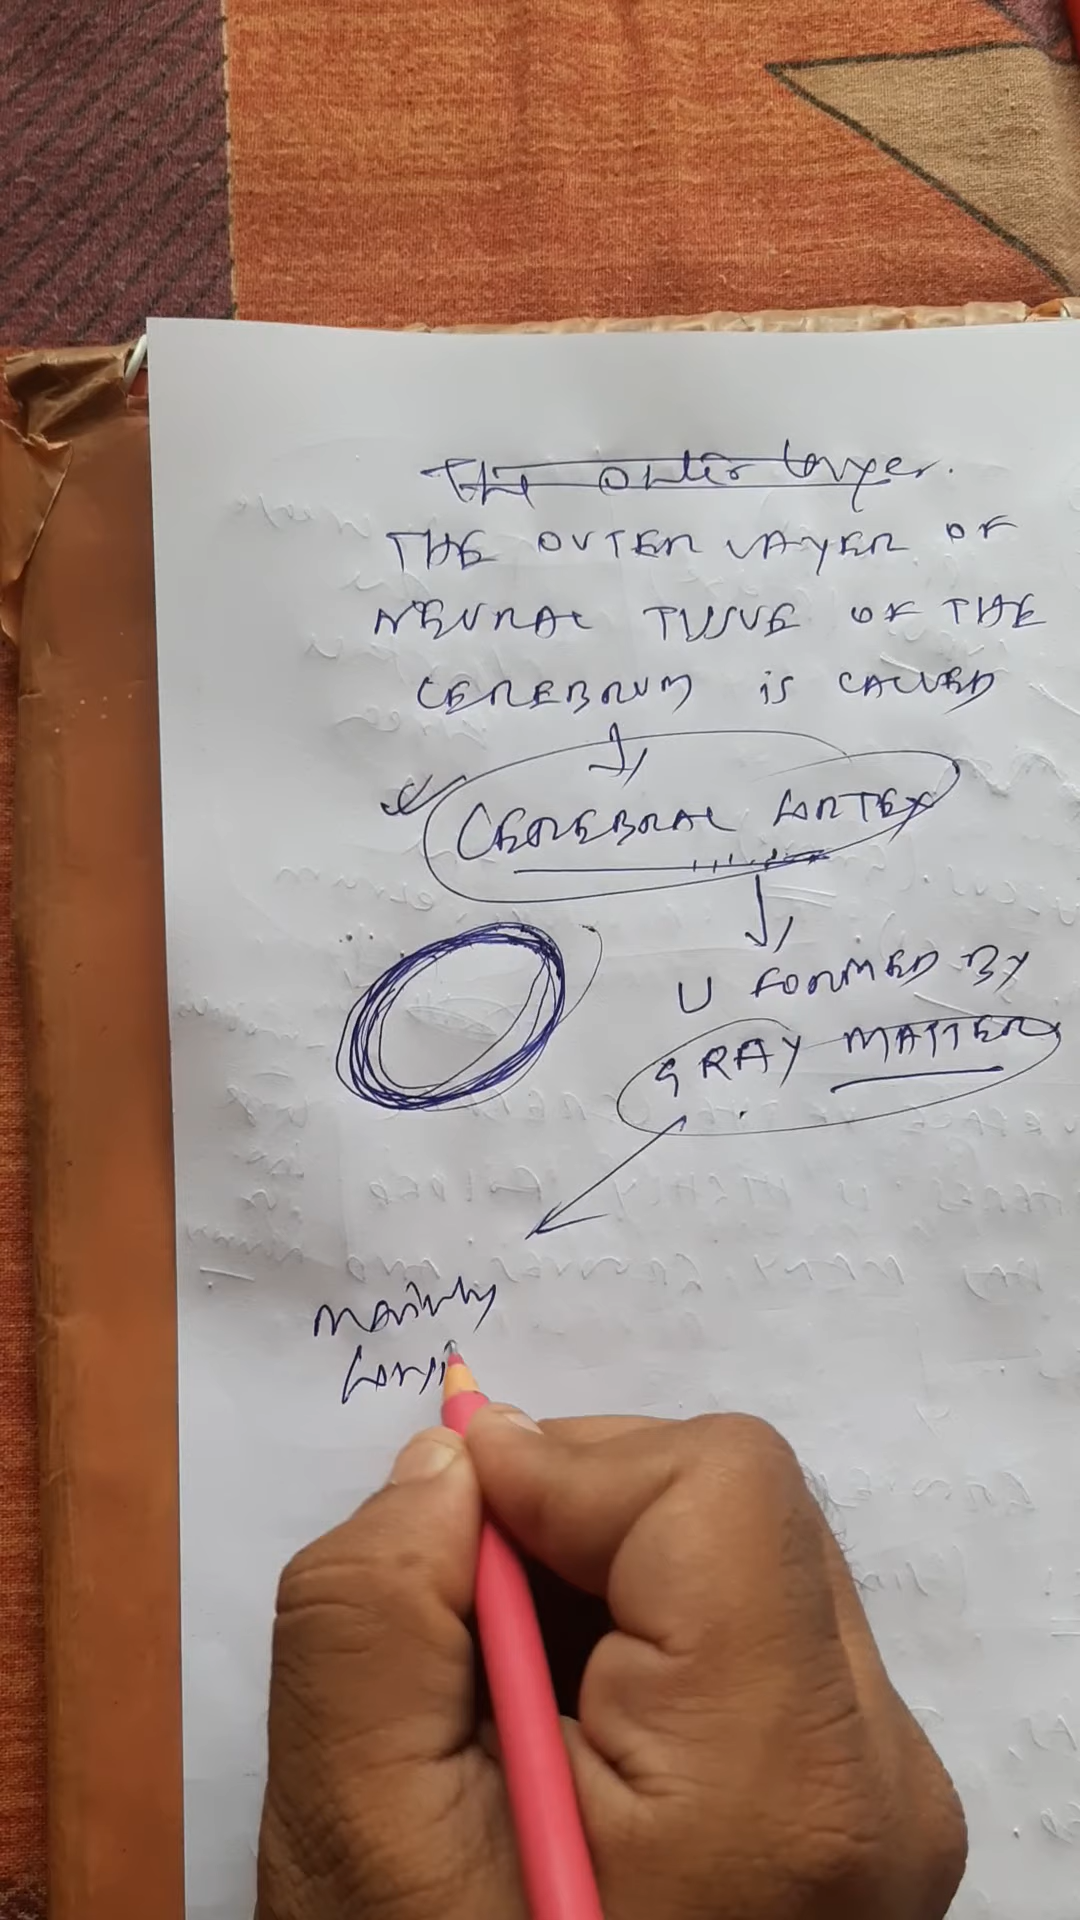 The outer layer.
THE OUTER LAYER OF
NEURAL TISSUE OF THE
CEREBRUM is CALLED
CEREBRAL CORTEX
IS FORMED BY
GRAY MATTER
Mainly